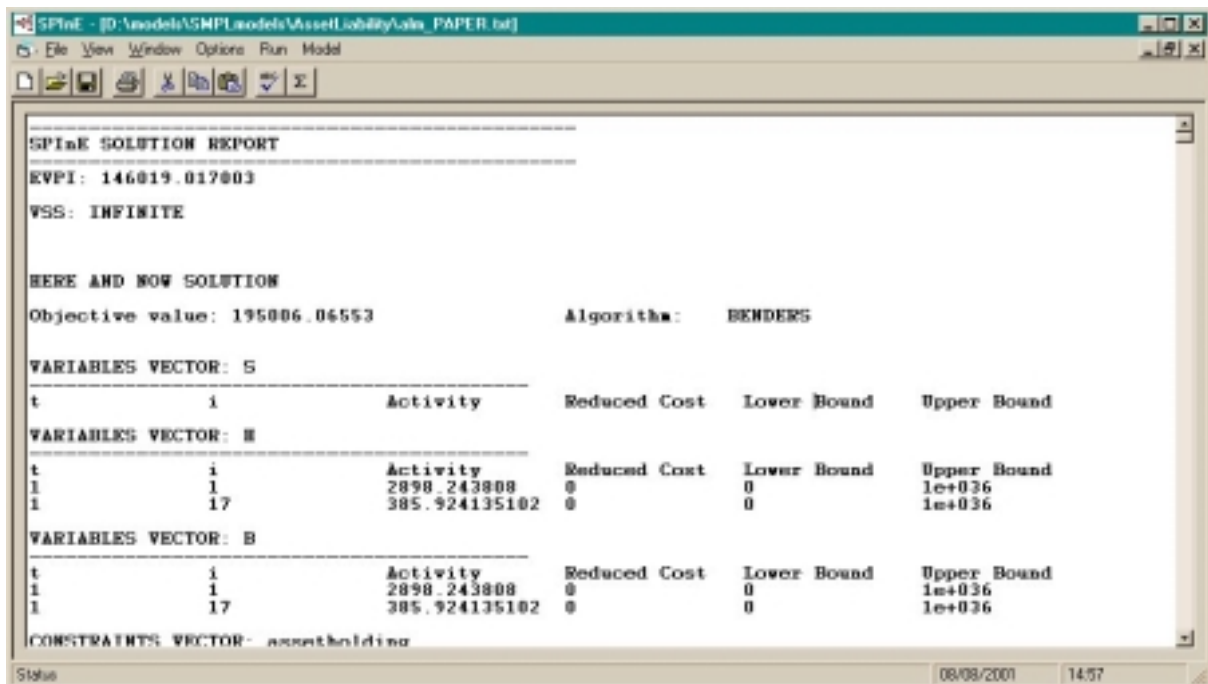 SPInE - [D:\models\SMPLmodels\AssetLiability\alm_PAPER.txt]
File View Window Options Run Model
SPInE SOLUTION REPORT
EVPI: 146019.017003
VSS: INFINITE
HERE AND NOW SOLUTION
Objective value: 195006.06553 Algorithm: BENDERS
VARIABLES VECTOR: S
t i Activity Reduced Cost Lower Bound Upper Bound
VARIABLES VECTOR: H
t i Activity Reduced Cost Lower Bound Upper Bound
1 1 2898.243808 0 0 1e+036
1 17 385.924135102 0 0 1e+036
VARIABLES VECTOR: B
t i Activity Reduced Cost Lower Bound Upper Bound
1 1 2898.243808 0 0 1e+036
1 17 385.924135102 0 0 1e+036
CONSTRAINTS VECTOR: assetholding
Status 08/08/2001 14:57